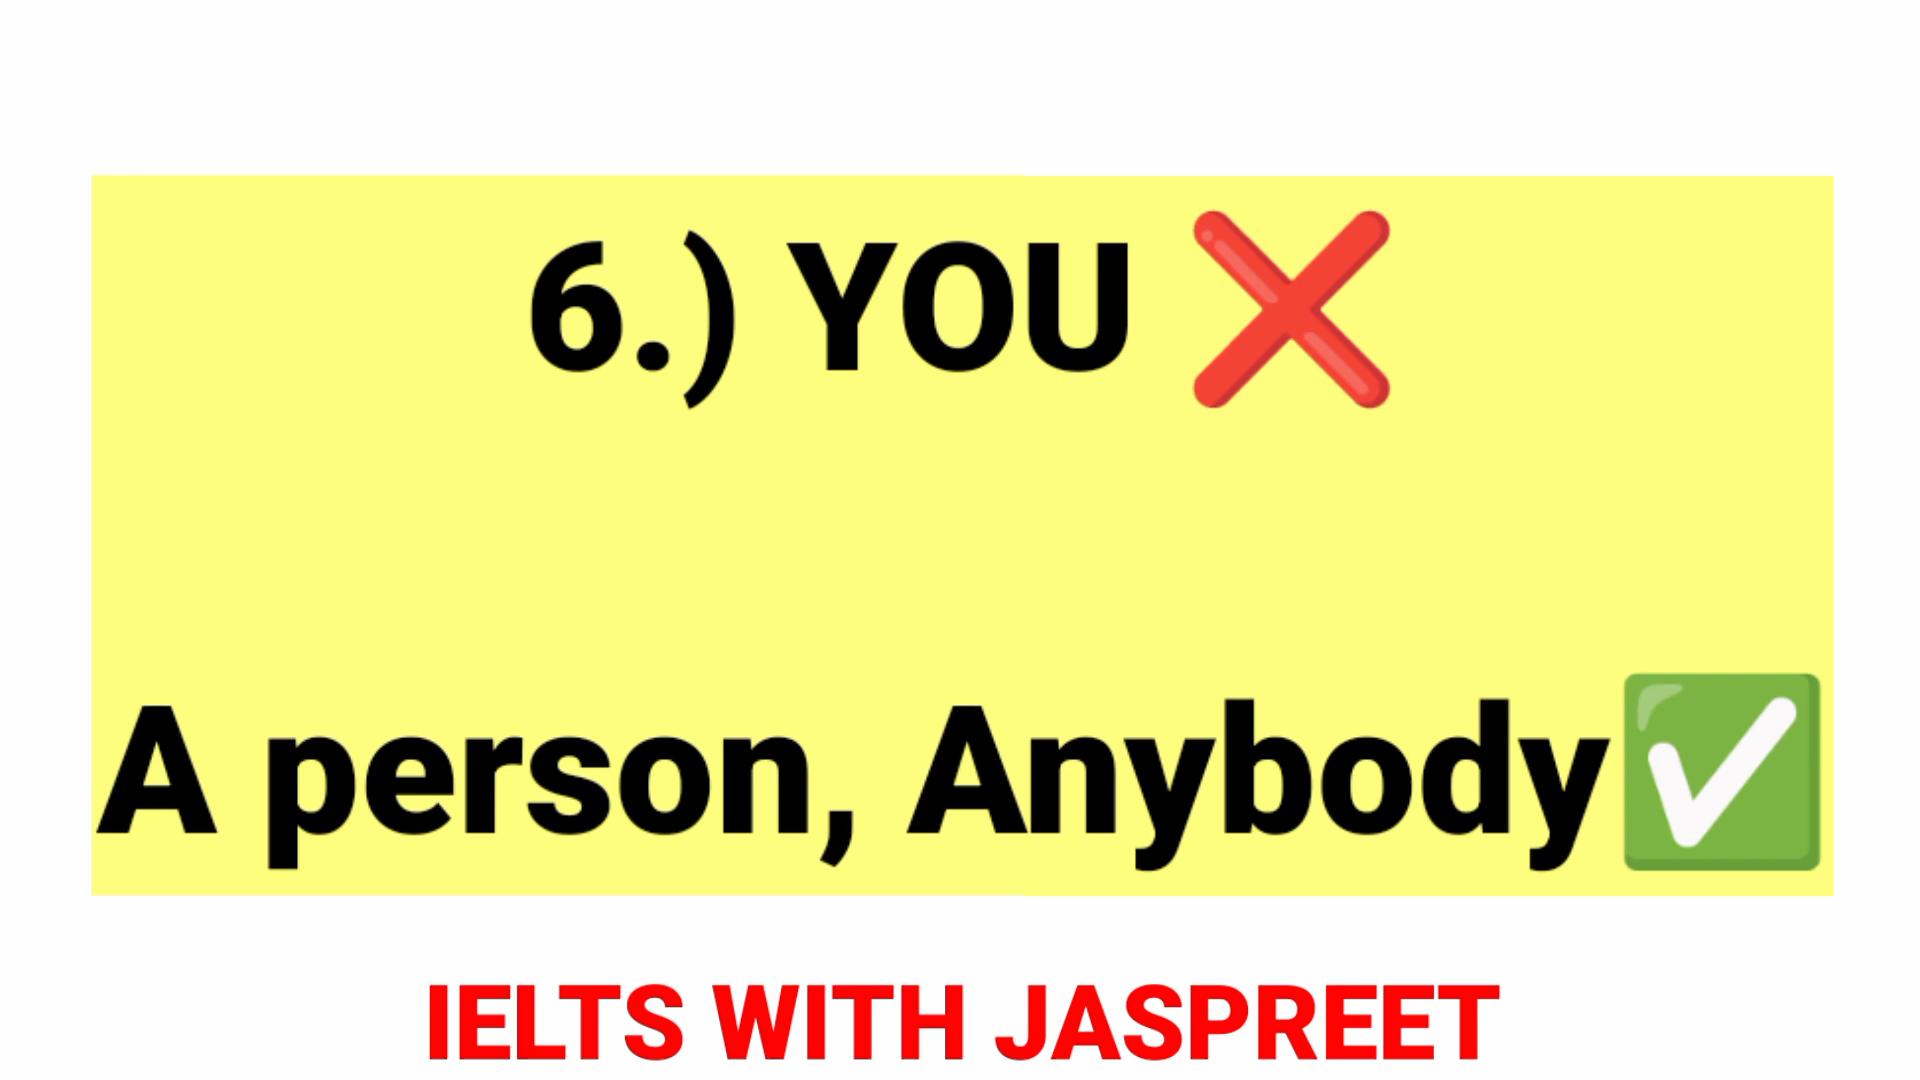 6.) YOU ❌
A person, Anybody✅
IELTS WITH JASPREET